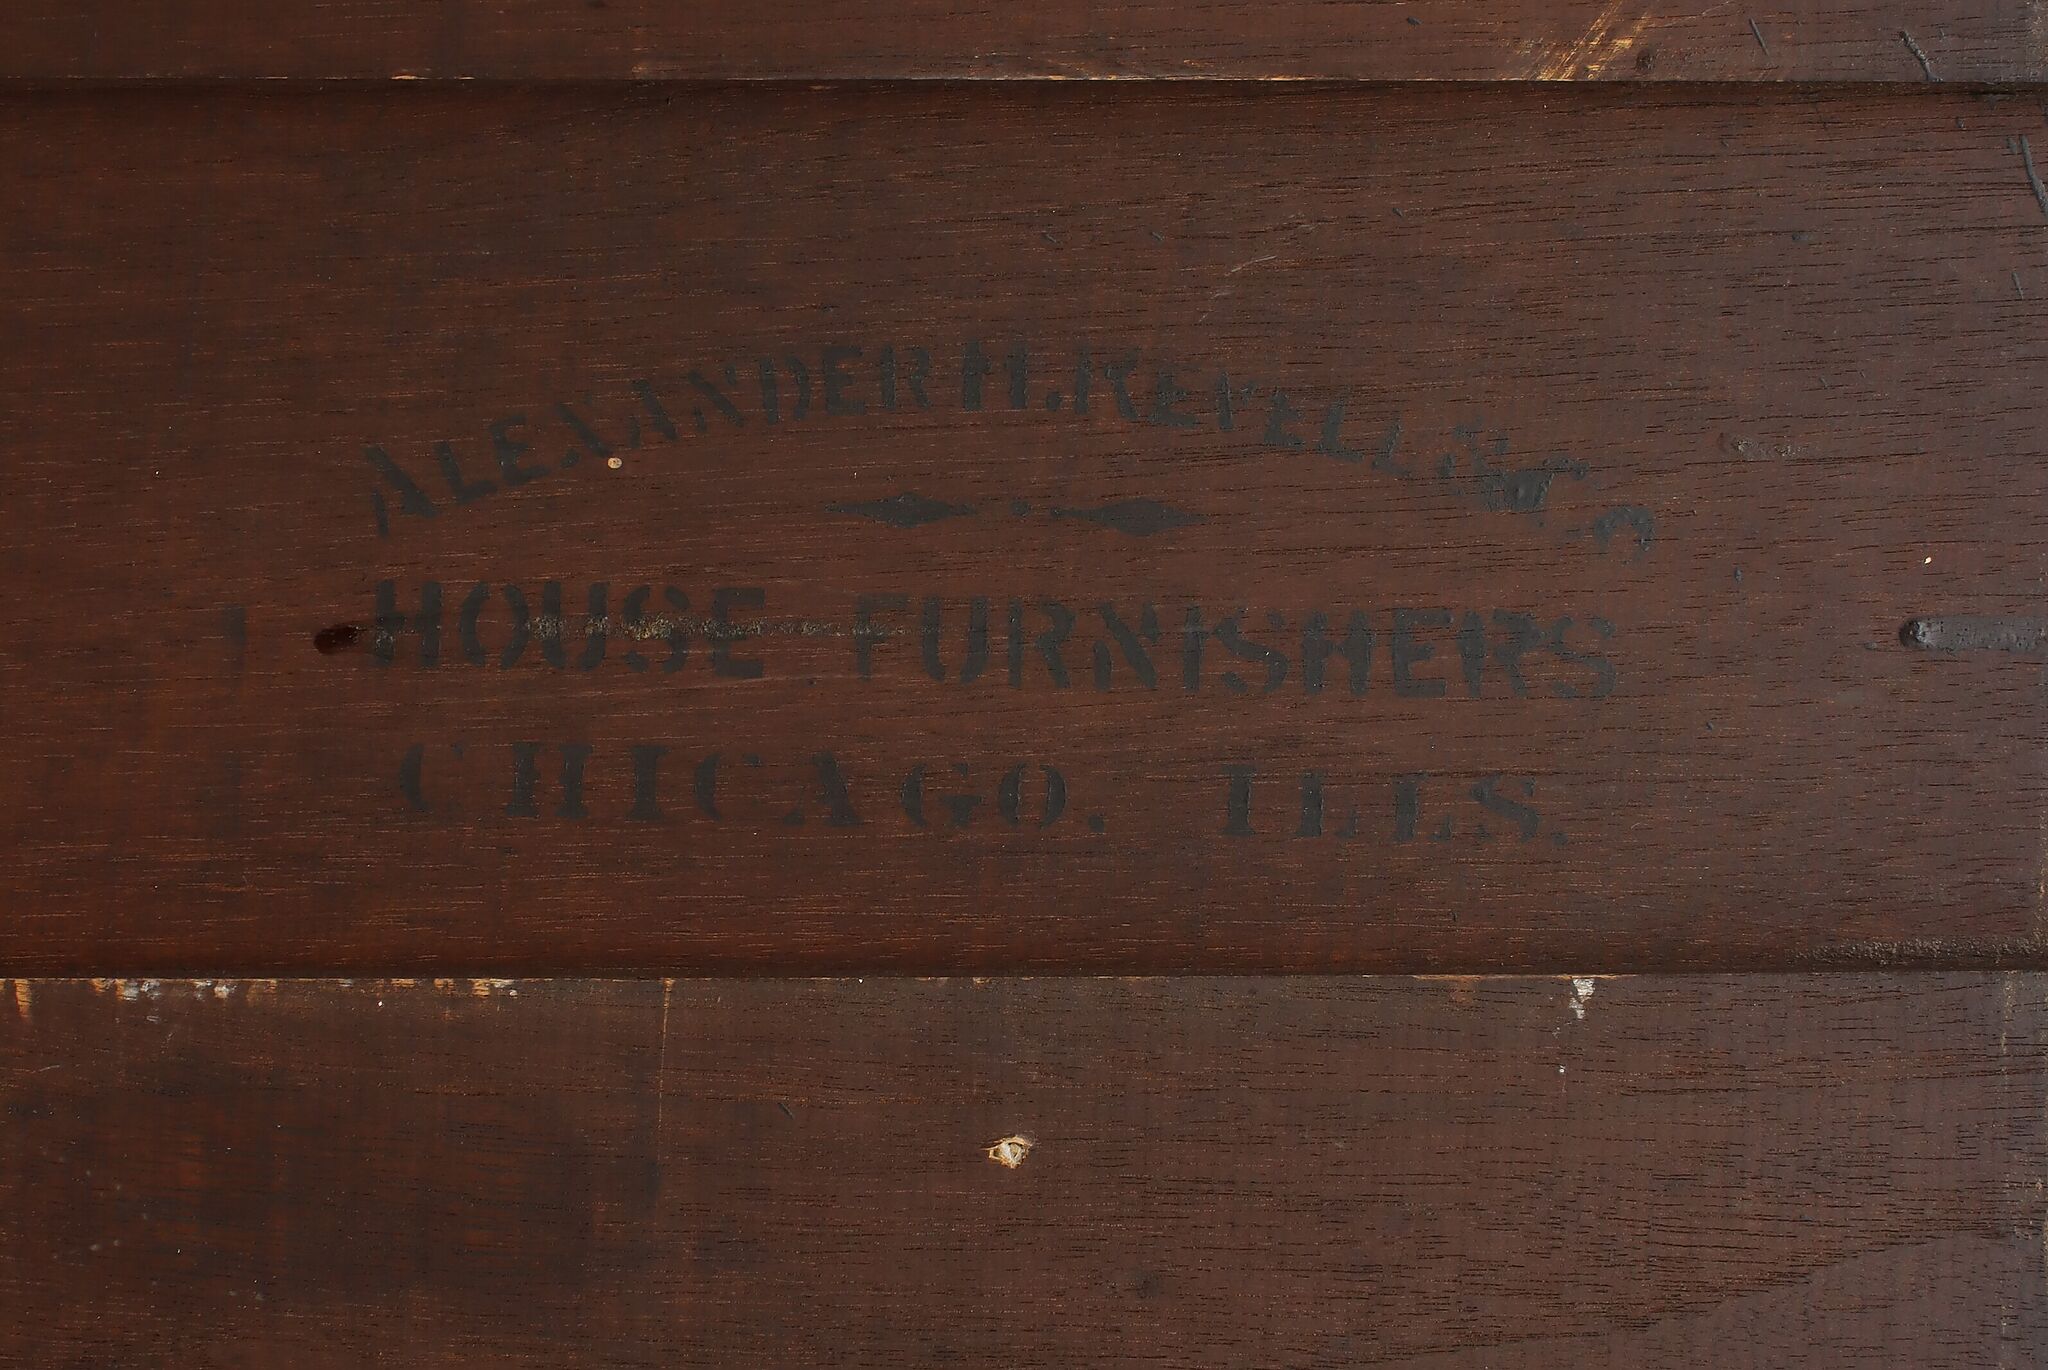 ALEXANDER H. REVELL & Co
HOUSE FURNISHERS
CHICAGO. ILLS.